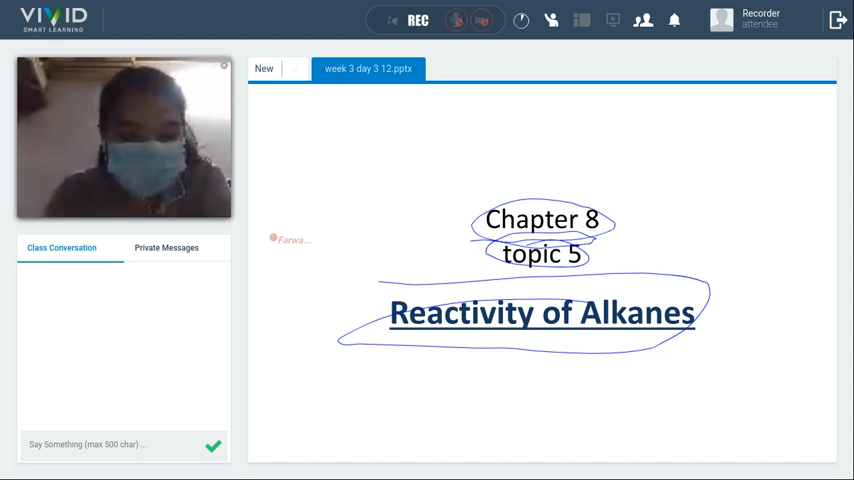 VIVID
SMART LEARNING
REC
Recorder
attendee
New
week 3 day 3 12.pptx
Chapter 8
Farwa...
topic 5
Reactivity of Alkanes
Class Conversation
Private Messages
Say Something (max 500 char) ...